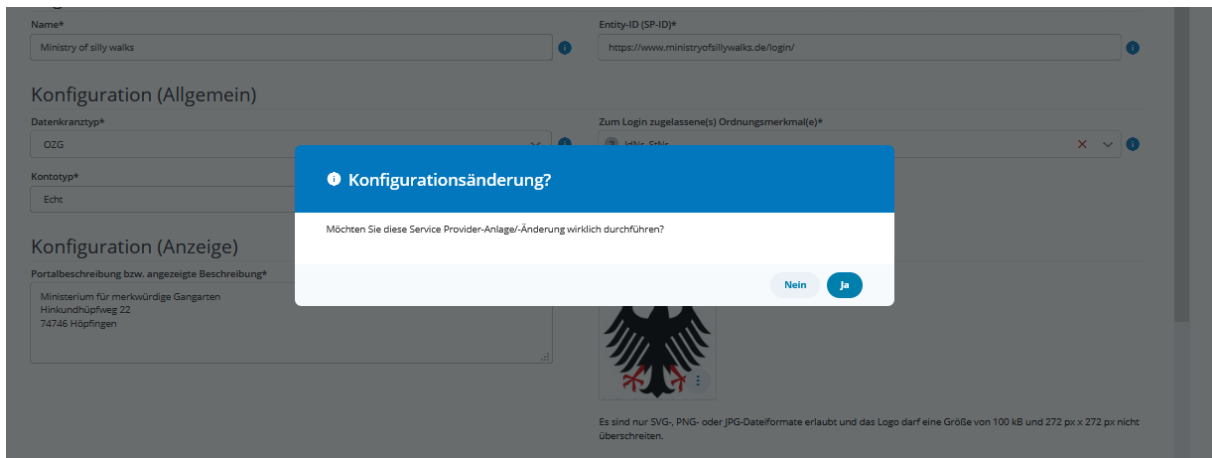 Name*
Entity-ID (SP-ID)*
Ministry of silly walks
https://www.ministryofsillywalks.de/login/
Konfiguration (Allgemein)
Datenkranztyp*
Zum Login zugelassene(s) Ordnungsmerkmal(e)*
OZG
Kontotyp*
Echt
Konfigurationsänderung?
Möchten Sie diese Service Provider-Anlage/-Änderung wirklich durchführen?
Nein
Ja
Konfiguration (Anzeige)
Portalbeschreibung bzw. angezeigte Beschreibung*
Ministerium für merkwürdige Gangarten
Hinkundhüpfweg 22
74746 Höpfingen
Es sind nur SVG-, PNG- oder JPG-Dateiformate erlaubt und das Logo darf eine Größe von 100 kB und 272 px x 272 px nicht
überschreiten.